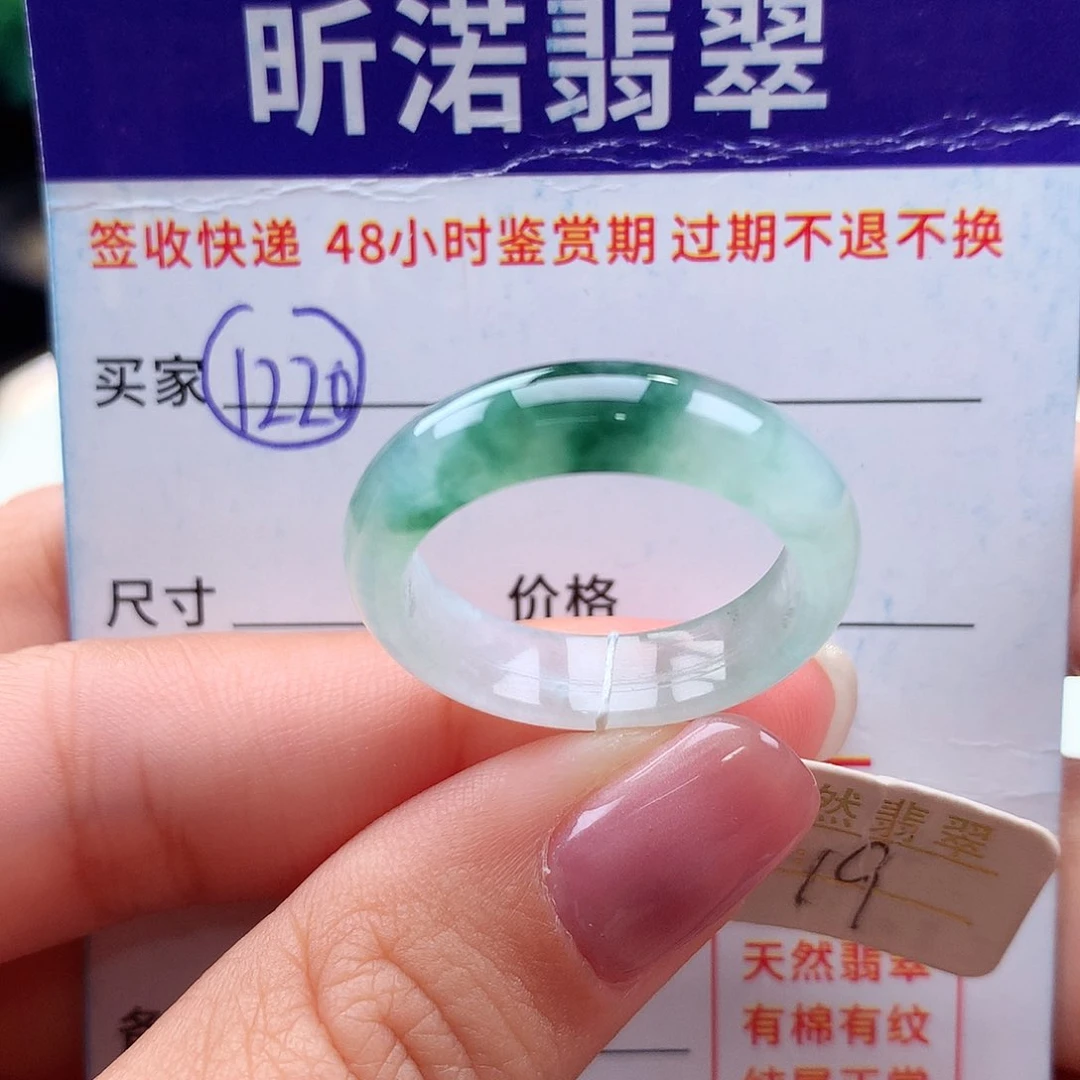 昕渃翡翠
签收快递 48小时鉴赏期 过期不退不换
买家 1220
尺寸 价格
然翡翠
19
天然翡翠
有棉有纹